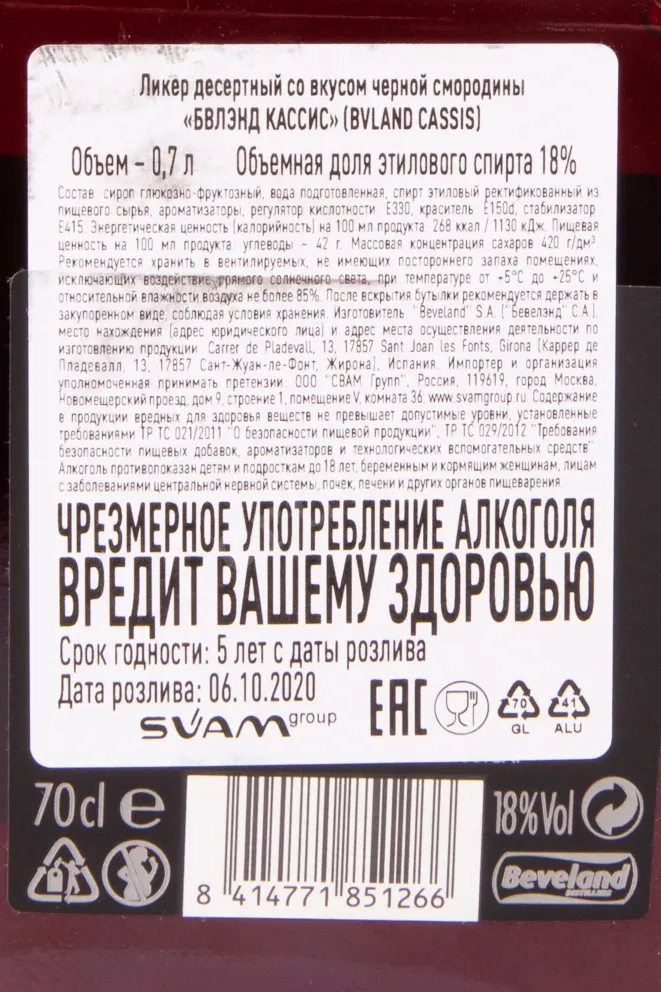 Ликер десертный со вкусом черной смородины
«БВЛЭНД КАССИС» (BVLAND CASSIS)
Объем – 0,7 л Объемная доля этилового спирта 18%
Состав: сироп глюкозно-фруктозный, вода подготовленная, спирт этиловый ректификованный из
пищевого сырья, ароматизаторы, регулятор кислотности E330, краситель E150d, стабилизатор
E415. Энергетическая ценность (калорийность) на 100 мл продукта: 268 ккал / 1130 кДж. Пищевая
ценность на 100 мл продукта: углеводы – 42 г. Массовая концентрация сахаров 420 г/дм³
Рекомендуется хранить в вентилируемых, не имеющих постороннего запаха помещениях,
исключающих воздействие прямого солнечного света, при температуре от +5°C до +25°C и
относительной влажности воздуха не более 85%. После вскрытия бутылки рекомендуется держать в
закупоренном виде, соблюдая условия хранения. Изготовитель "Beveland" S.A. ("Бевелэнд" С.А.),
место нахождения (адрес юридического лица) и адрес места осуществления деятельности по
изготовлению продукции: Carrer de Pladevall, 13, 17857 Sant Joan les Fonts, Girona (Каррер де
Пладевалл, 13, 17857 Сант-Жуан-ле-Фонт, Жирона), Испания. Импортер и организация
уполномоченная принимать претензии: ООО "СВАМ Групп", Россия, 119619, город Москва,
Новомещерский проезд, дом 9, строение 1, помещение V, комната 36. www.svamgroup.ru. Содержание
в продукции вредных для здоровья веществ не превышает допустимые уровни, установленные
требованиями ТР ТС 021/2011 "О безопасности пищевой продукции", ТР ТС 029/2012 "Требования
безопасности пищевых добавок, ароматизаторов и технологических вспомогательных средств"
Алкоголь противопоказан детям и подросткам до 18 лет, беременным и кормящим женщинам, лицам
с заболеваниями центральной нервной системы, почек, печени и других органов пищеварения.
ЧРЕЗМЕРНОЕ УПОТРЕБЛЕНИЕ АЛКОГОЛЯ
ВРЕДИТ ВАШЕМУ ЗДОРОВЬЮ
Срок годности: 5 лет с даты розлива
Дата розлива: 06.10.2020
SVAM group
EAC
70 GL
41 ALU
70 cl e
18%Vol
8 414771 851266
Beveland
DISTILLERS